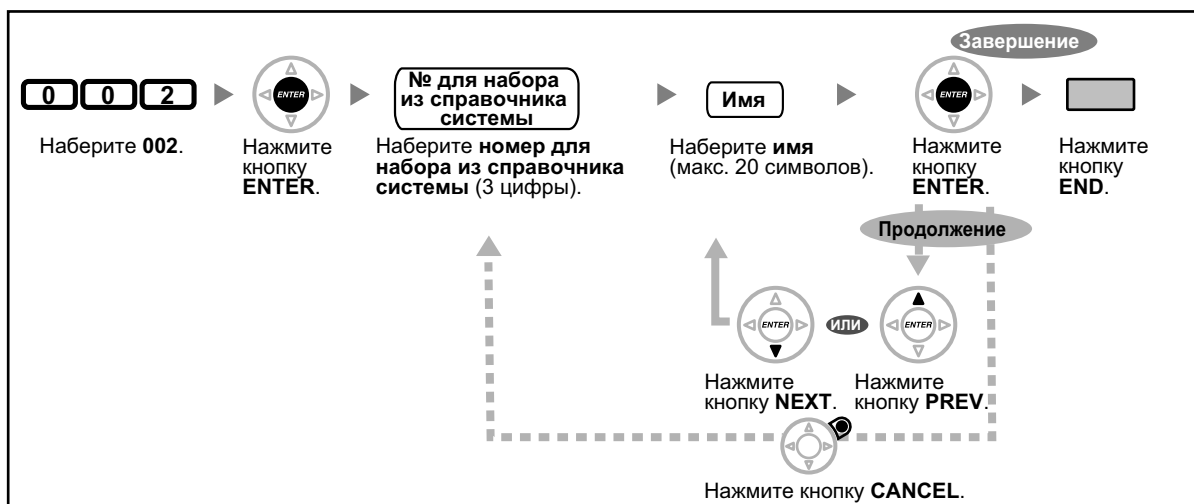 Завершение
0 0 2
ENTER
№ для набора
из справочника
системы
Имя
ENTER
Наберите 002.
Нажмите
кнопку
ENTER.
Наберите номер для
набора из справочника
системы (3 цифры).
Наберите имя
(макс. 20 символов).
Нажмите
кнопку
ENTER.
Нажмите
кнопку
END.
Продолжение
ENTER
или
ENTER
Нажмите
кнопку NEXT.
Нажмите
кнопку PREV.
Нажмите кнопку CANCEL.